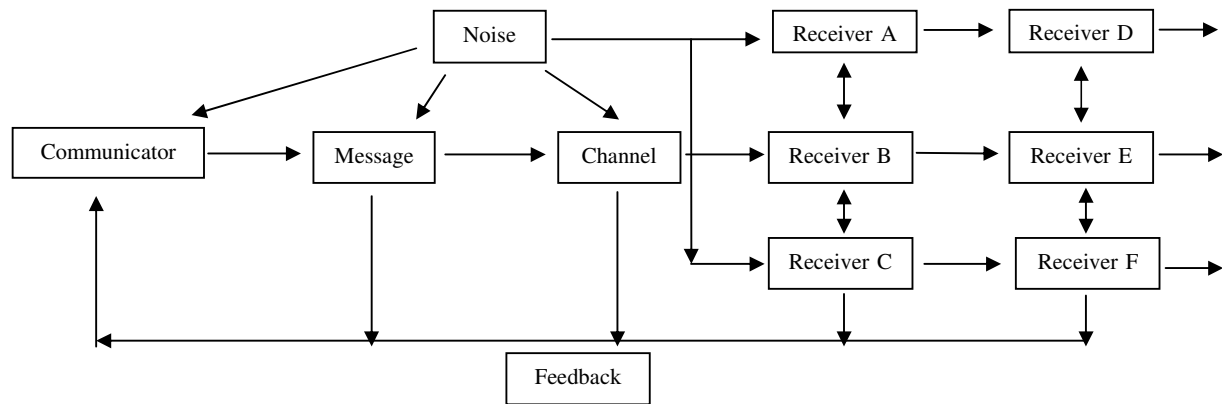 Noise
Receiver A
Receiver D
Communicator
Message
Channel
Receiver B
Receiver E
Receiver C
Receiver F
Feedback